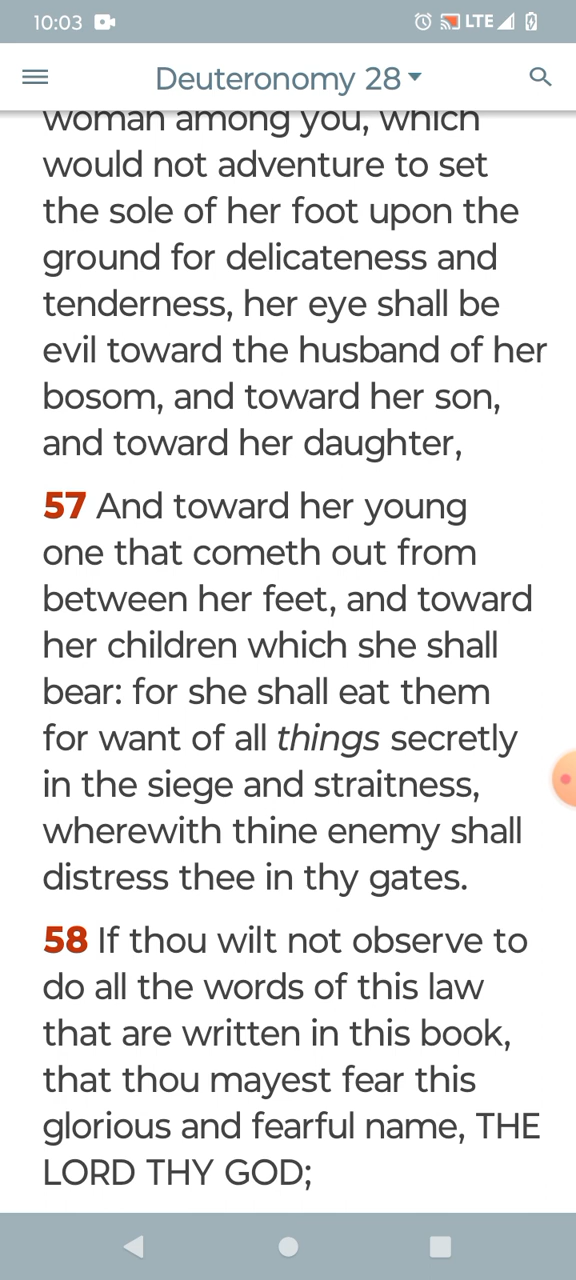 10:03
LTE
Deuteronomy 28
woman among you, which
would not adventure to set
the sole of her foot upon the
ground for delicateness and
tenderness, her eye shall be
evil toward the husband of her
bosom, and toward her son,
and toward her daughter,
57 And toward her young
one that cometh out from
between her feet, and toward
her children which she shall
bear: for she shall eat them
for want of all things secretly
in the siege and straitness,
wherewith thine enemy shall
distress thee in thy gates.
58 If thou wilt not observe to
do all the words of this law
that are written in this book,
that thou mayest fear this
glorious and fearful name, THE
LORD THY GOD;